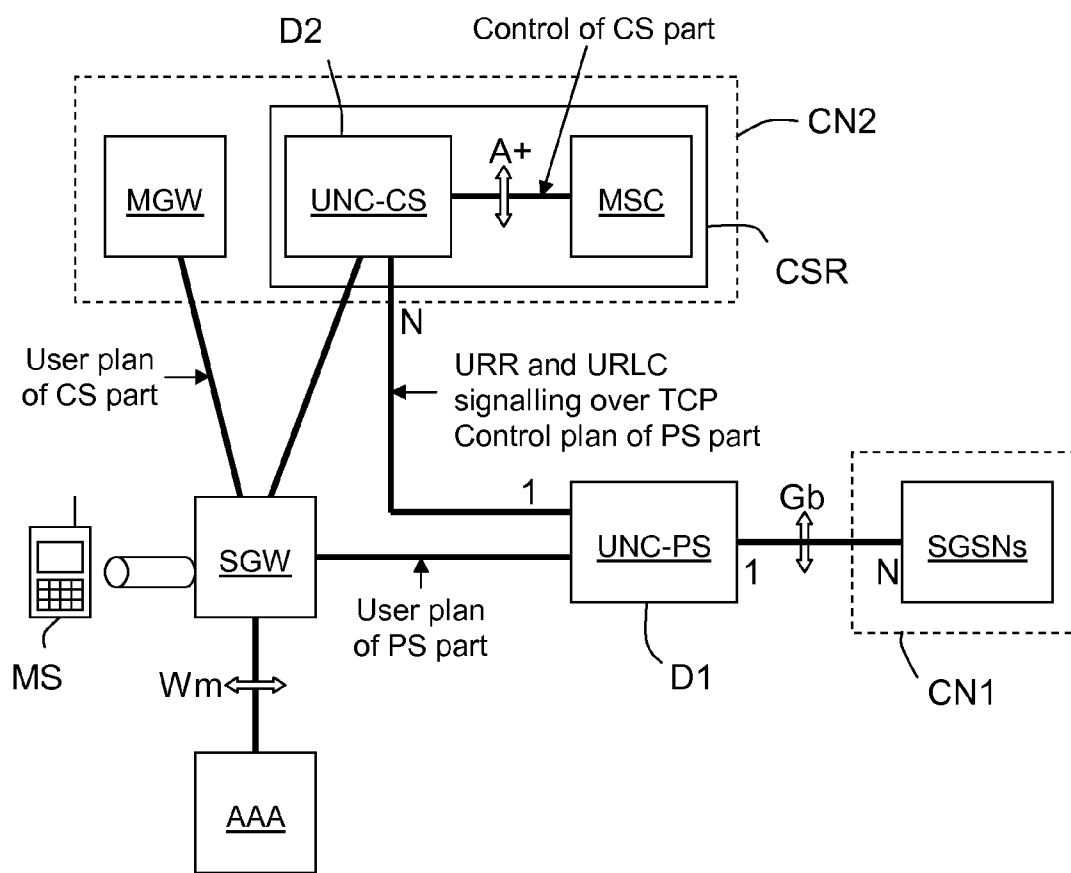 Control of CS part
D2
CN2
A+
MGW
UNC-CS
MSC
CSR
N
User plan
of CS part
URR and URLC
signalling over TCP
Control plan of PS part
1
Gb
SGW
UNC-PS
SGSNs
1
N
User plan
of PS part
MS
D1
CN1
Wm
AAA